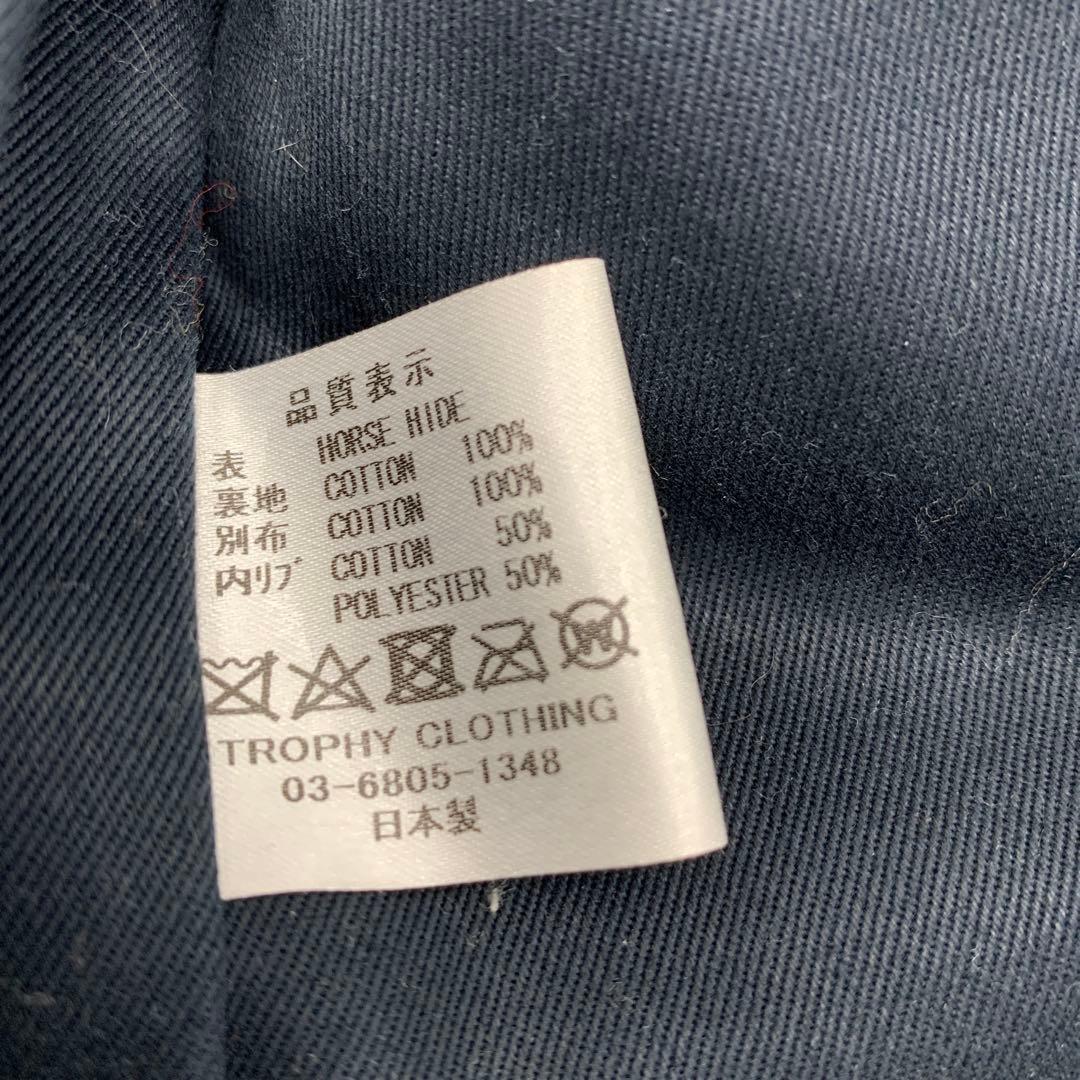 品質表示
表 HORSE HIDE
裏地 COTTON 100%
別布 COTTON 100%
内リブ COTTON 50%
POLYESTER 50%
W
TROPHY CLOTHING
03-6805-1348
日本製